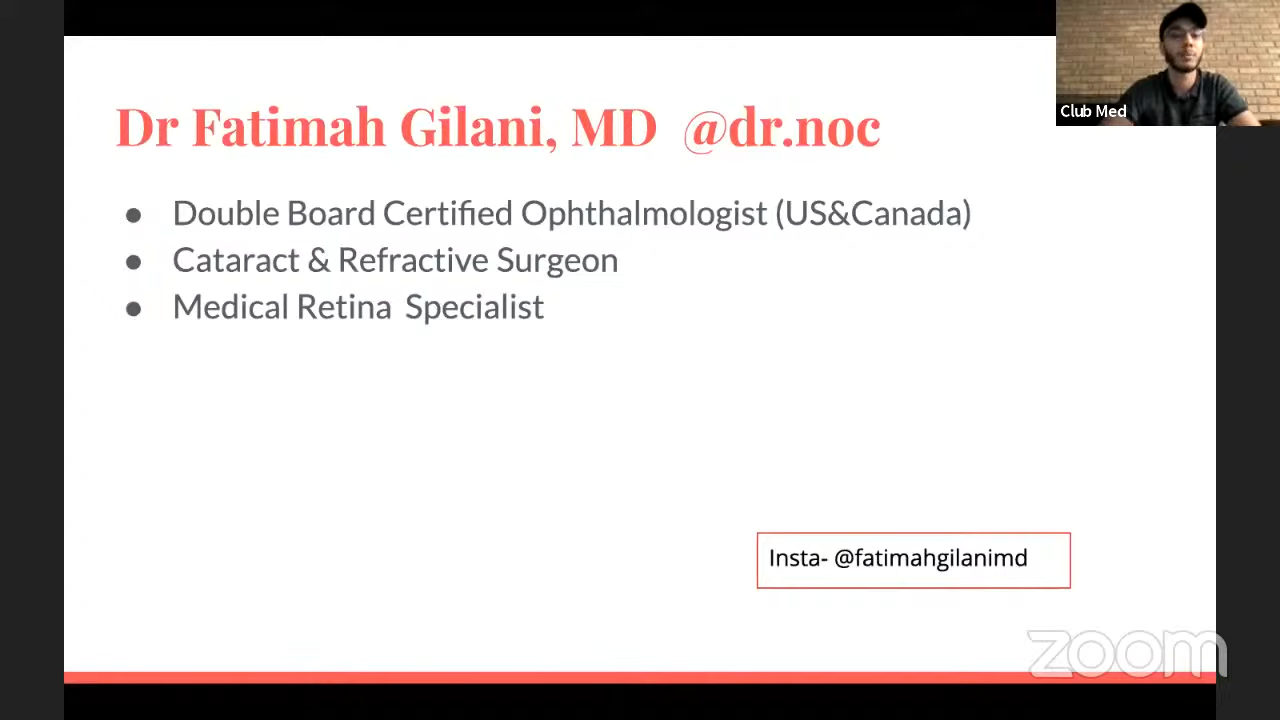 Club Med
Dr Fatimah Gilani, MD @dr.noc
● Double Board Certified Ophthalmologist (US&Canada)
● Cataract & Refractive Surgeon
● Medical Retina Specialist
Insta- @fatimahgilanimd
zoom